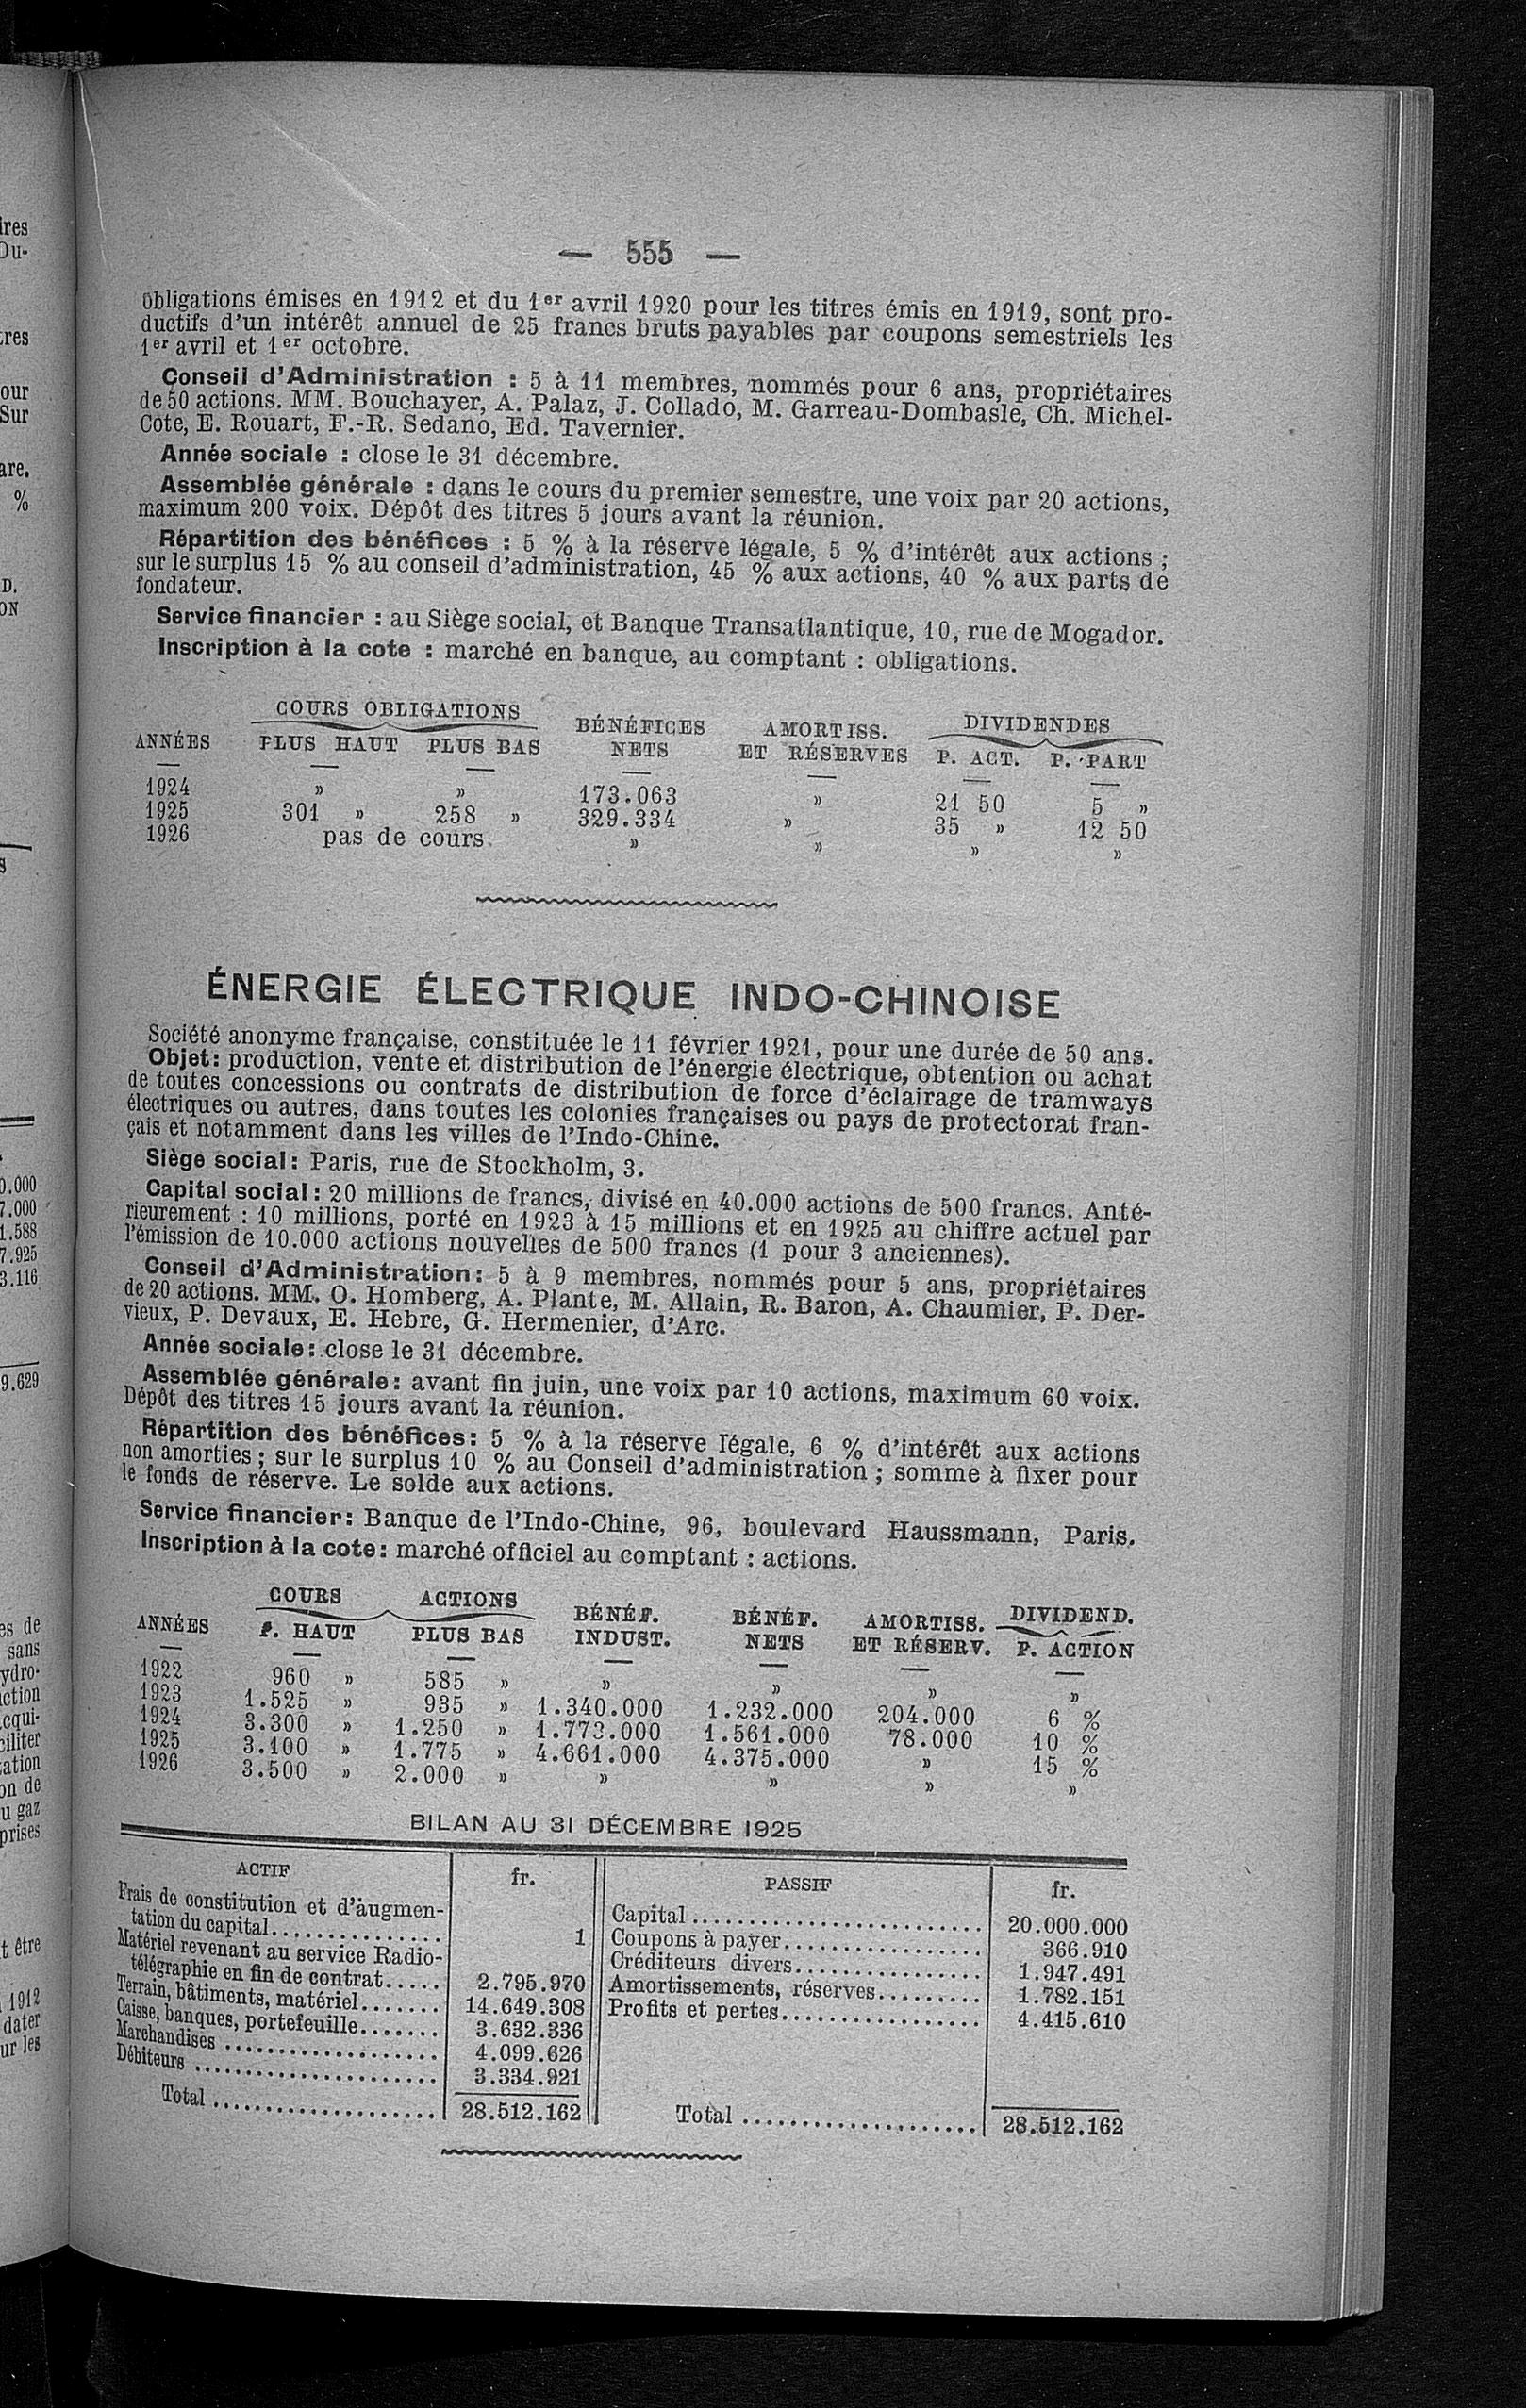 — 555 —
obligations émises en 1912 et du 1er avril 1920 pour les titres émis en 1919, sont pro-
ductifs d'un intérêt annuel de 25 francs bruts payables par coupons semestriels les
1er avril et 1er octobre.
Conseil d'Administration : 5 à 11 membres, nommés pour 6 ans, propriétaires
de 50 actions. MM. Bouchayer, A. Palaz, J. Collado, M. Garreau-Dombasle, Ch. Michel-
Cote, E. Rouart, F.-R. Sedano, Ed. Tavernier.
Année sociale : close le 31 décembre.
Assemblée générale : dans le cours du premier semestre, une voix par 20 actions,
maximum 200 voix. Dépôt des titres 5 jours avant la réunion.
Répartition des bénéfices : 5 % à la réserve légale, 5 % d'intérêt aux actions ;
sur le surplus 15 % au conseil d'administration, 45 % aux actions, 40 % aux parts de
fondateur.
Service financier : au Siège social, et Banque Transatlantique, 10, rue de Mogador.
Inscription à la cote : marché en banque, au comptant : obligations.
COURS OBLIGATIONS BÉNÉFICES AMORTISS. DIVIDENDES
ANNÉES PLUS HAUT PLUS BAS NETS ET RÉSERVES P. ACT. P. PART
1924 » » 173.063 » 21 50 5 »
1925 301 » 258 » 329.334 » 35 » 12 50
1926 pas de cours. » » » »
ÉNERGIE ÉLECTRIQUE INDO-CHINOISE
Société anonyme française, constituée le 11 février 1921, pour une durée de 50 ans.
Objet : production, vente et distribution de l'énergie électrique, obtention ou achat
de toutes concessions ou contrats de distribution de force d'éclairage de tramways
électriques ou autres, dans toutes les colonies françaises ou pays de protectorat fran-
çais et notamment dans les villes de l'Indo-Chine.
Siège social : Paris, rue de Stockholm, 3.
Capital social : 20 millions de francs, divisé en 40.000 actions de 500 francs. Anté-
rieurement : 10 millions, porté en 1923 à 15 millions et en 1925 au chiffre actuel par
l'émission de 10.000 actions nouvelles de 500 francs (1 pour 3 anciennes).
Conseil d'Administration : 5 à 9 membres, nommés pour 5 ans, propriétaires
de 20 actions. MM. O. Homberg, A. Plante, M. Allain, R. Baron, A. Chaumier, P. Der-
vieux, P. Devaux, E. Hebre, G. Hermenier, d'Arc.
Année sociale : close le 31 décembre.
Assemblée générale : avant fin juin, une voix par 10 actions, maximum 60 voix.
Dépôt des titres 15 jours avant la réunion.
Répartition des bénéfices : 5 % à la réserve légale, 6 % d'intérêt aux actions
non amorties ; sur le surplus 10 % au Conseil d'administration ; somme à fixer pour
le fonds de réserve. Le solde aux actions.
Service financier : Banque de l'Indo-Chine, 96, boulevard Haussmann, Paris.
Inscription à la cote : marché officiel au comptant : actions.
COURS ACTIONS BÉNÉF. BÉNÉF. AMORTISS. DIVIDEND.
ANNÉES P. HAUT PLUS BAS INDUST. NETS ET RÉSERV. P. ACTION
1922 960 » 585 » » » » »
1923 1.525 » 935 » 1.340.000 1.232.000 204.000 6 %
1924 3.300 » 1.250 » 1.773.000 1.561.000 78.000 10 %
1925 3.100 » 1.775 » 4.661.000 4.375.000 » 15 %
1926 3.500 » 2.000 » » » » »
BILAN AU 31 DÉCEMBRE 1925
ACTIF fr.
Frais de constitution et d'augmen-
tation du capital 1
Matériel revenant au service Radio-
télégraphie en fin de contrat 2.795.970
Terrain, bâtiments, matériel 14.649.308
Caisse, banques, portefeuille 3.632.336
Marchandises 4.099.626
Débiteurs 3.334.921
Total 28.512.162
PASSIF fr.
Capital 20.000.000
Coupons à payer 366.910
Créditeurs divers 1.947.491
Amortissements, réserves 1.782.151
Profits et pertes 4.415.610
Total 28.512.162